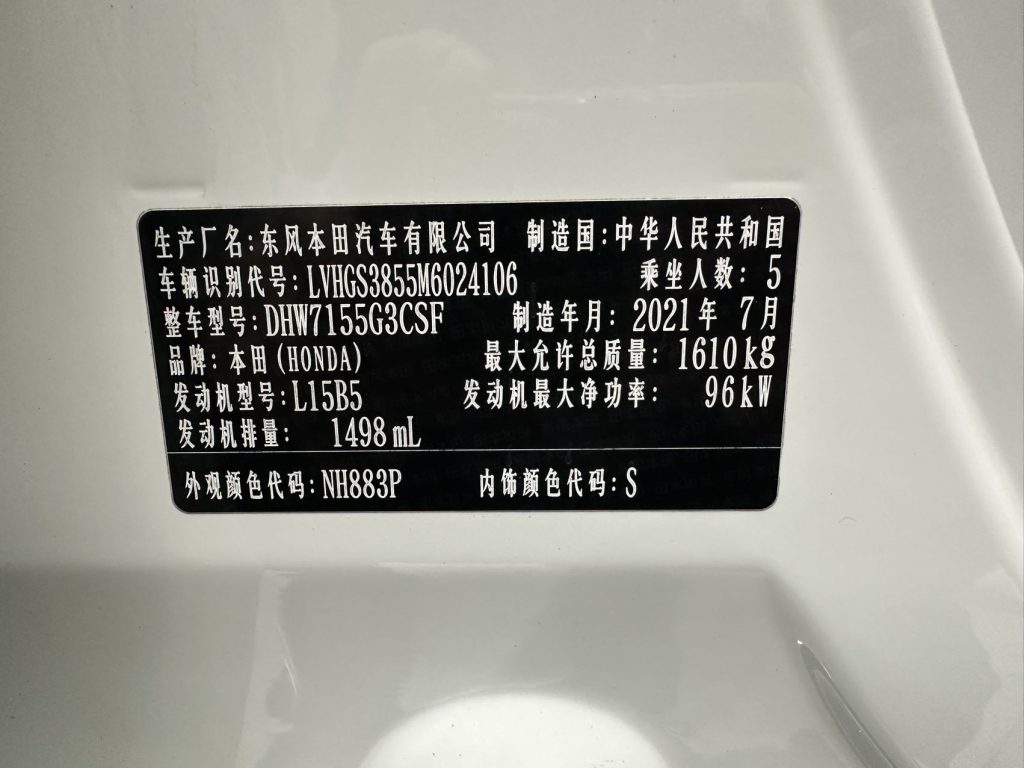 生产厂名:东风本田汽车有限公司 制造国:中华人民共和国
车辆识别代号:LVHGS3855M6024106 乘坐人数:5
整车型号:DHW7155G3CSF 制造年月:2021年 7月
品牌:本田(HONDA) 最大允许总质量:1610kg
发动机型号:L15B5 发动机最大净功率: 96kW
发动机排量: 1498mL
外观颜色代码:NH883P 内饰颜色代码:S